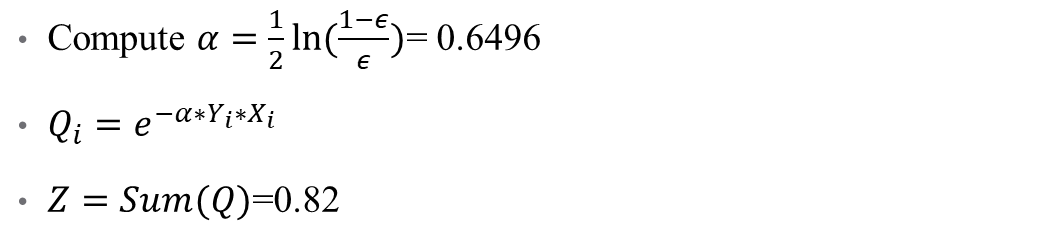 • Compute 𝛼 = 1/2 ln((1−𝜖)/𝜖)= 0.6496
• 𝑄ᵢ = 𝑒^(−𝛼∗𝑌ᵢ∗𝑋ᵢ)
• 𝑍 = 𝑆𝑢𝑚(𝑄)=0.82